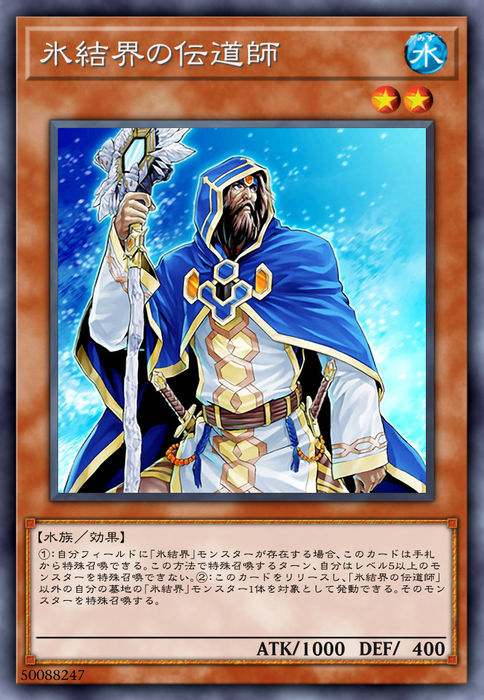 氷結界の伝道師
みず
水
【水族／効果】
①:自分フィールドに「氷結界」モンスターが存在する場合、このカードは手札
から特殊召喚できる。この方法で特殊召喚するターン、自分はレベル5以上のモ
ンスターを特殊召喚できない。②:このカードをリリースし、「氷結界の伝道師」
以外の自分の墓地の「氷結界」モンスター1体を対象として発動できる。そのモン
スターを特殊召喚する。
ATK/1000 DEF/ 400
50088247